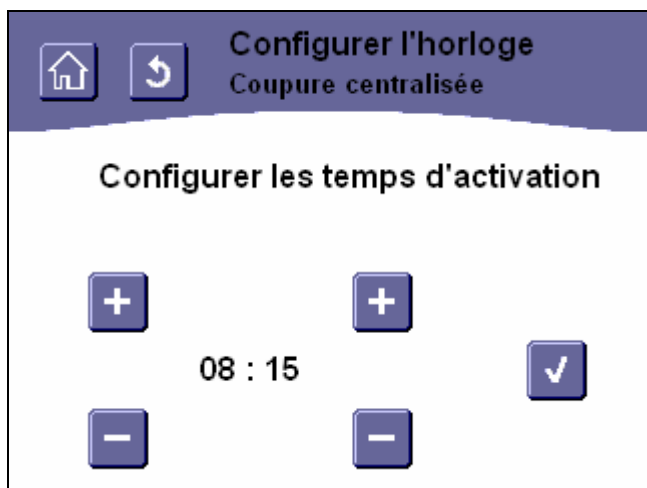 Configurer l'horloge
Coupure centralisée
Configurer les temps d'activation
+ +
08 : 15
− −